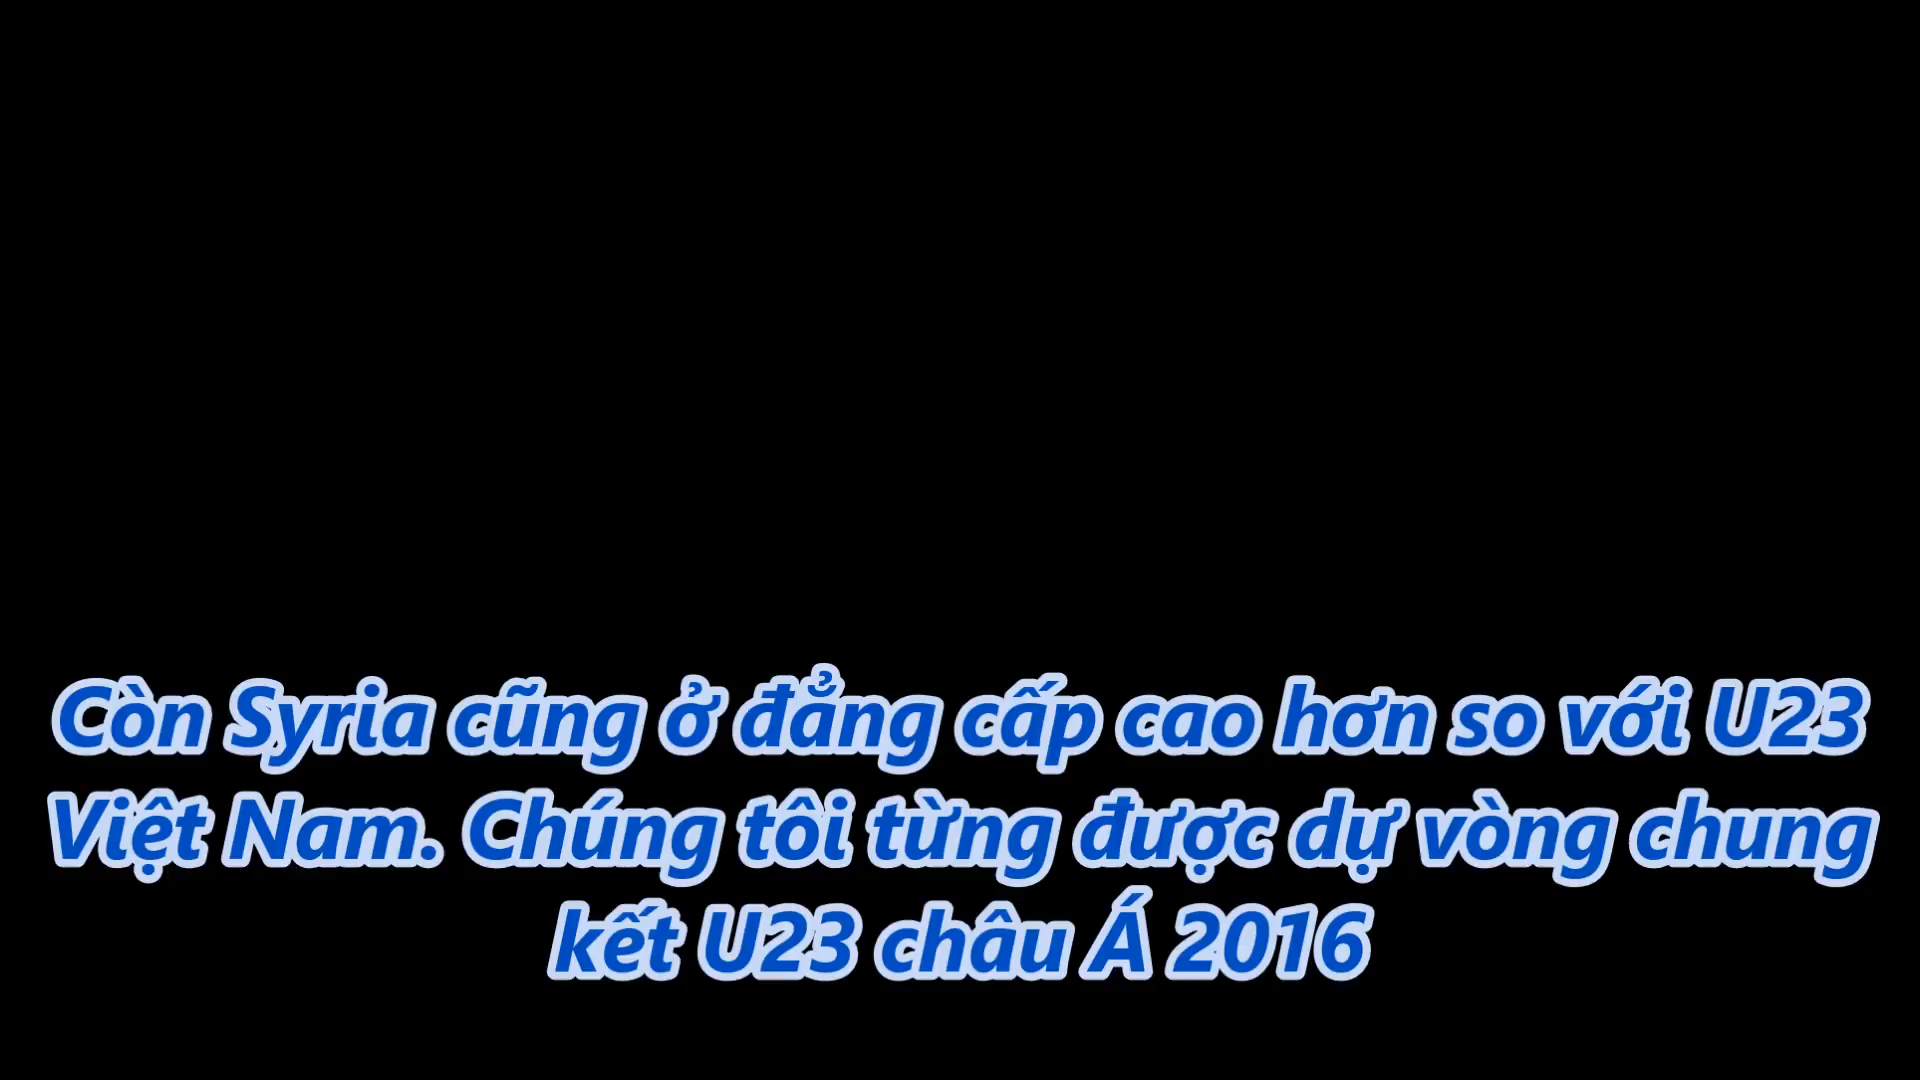 Còn Syria cũng ở đẳng cấp cao hơn so với U23
Việt Nam. Chúng tôi từng được dự vòng chung
kết U23 châu Á 2016